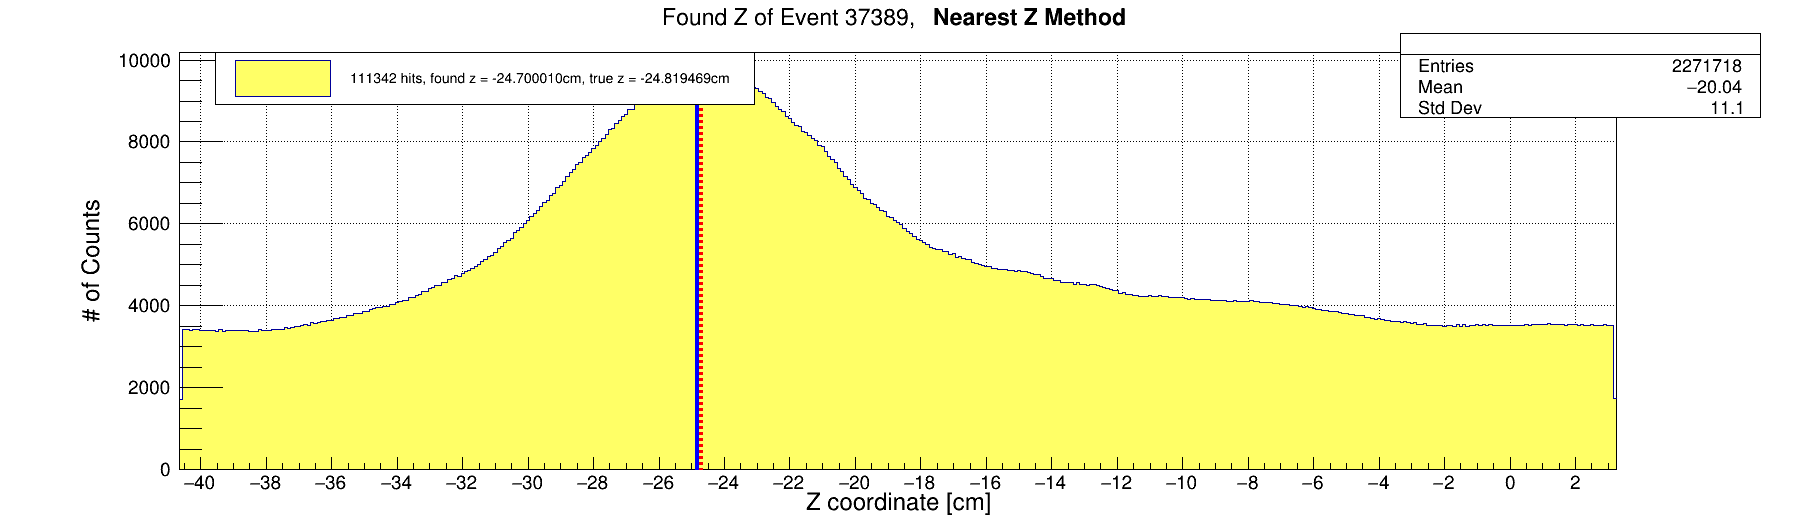 Found Z of Event 37389, Nearest Z Method
111342 hits, found z = -24.700010cm, true z = -24.819469cm
Entries 2271718
Mean −20.04
Std Dev 11.1
10000
8000
6000
4000
2000
0
# of Counts
−40 −38 −36 −34 −32 −30 −28 −26 −24 −22 −20 −18 −16 −14 −12 −10 −8 −6 −4 −2 0 2
Z coordinate [cm]